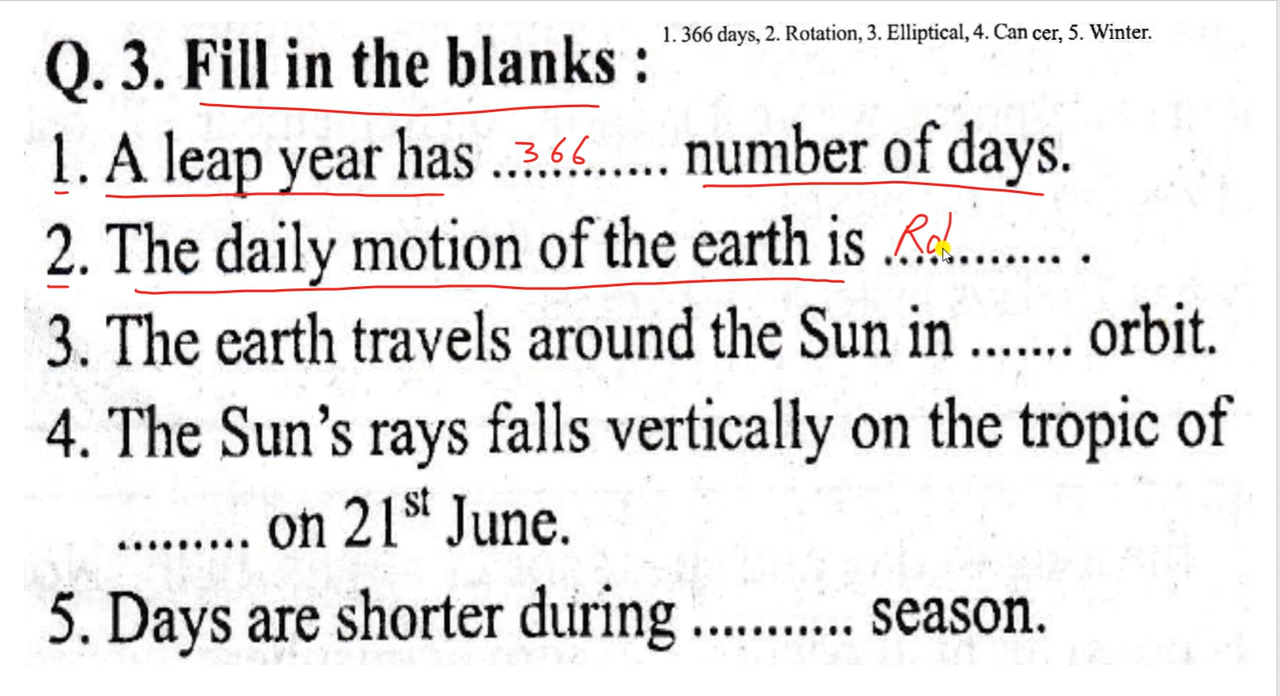 1. 366 days, 2. Rotation, 3. Elliptical, 4. Can cer, 5. Winter.
Q. 3. Fill in the blanks :
1. A leap year has ...366......... number of days.
2. The daily motion of the earth is ............ .
3. The earth travels around the Sun in ....... orbit.
4. The Sun's rays falls vertically on the tropic of
......... on 21st June.
5. Days are shorter during ........... season.